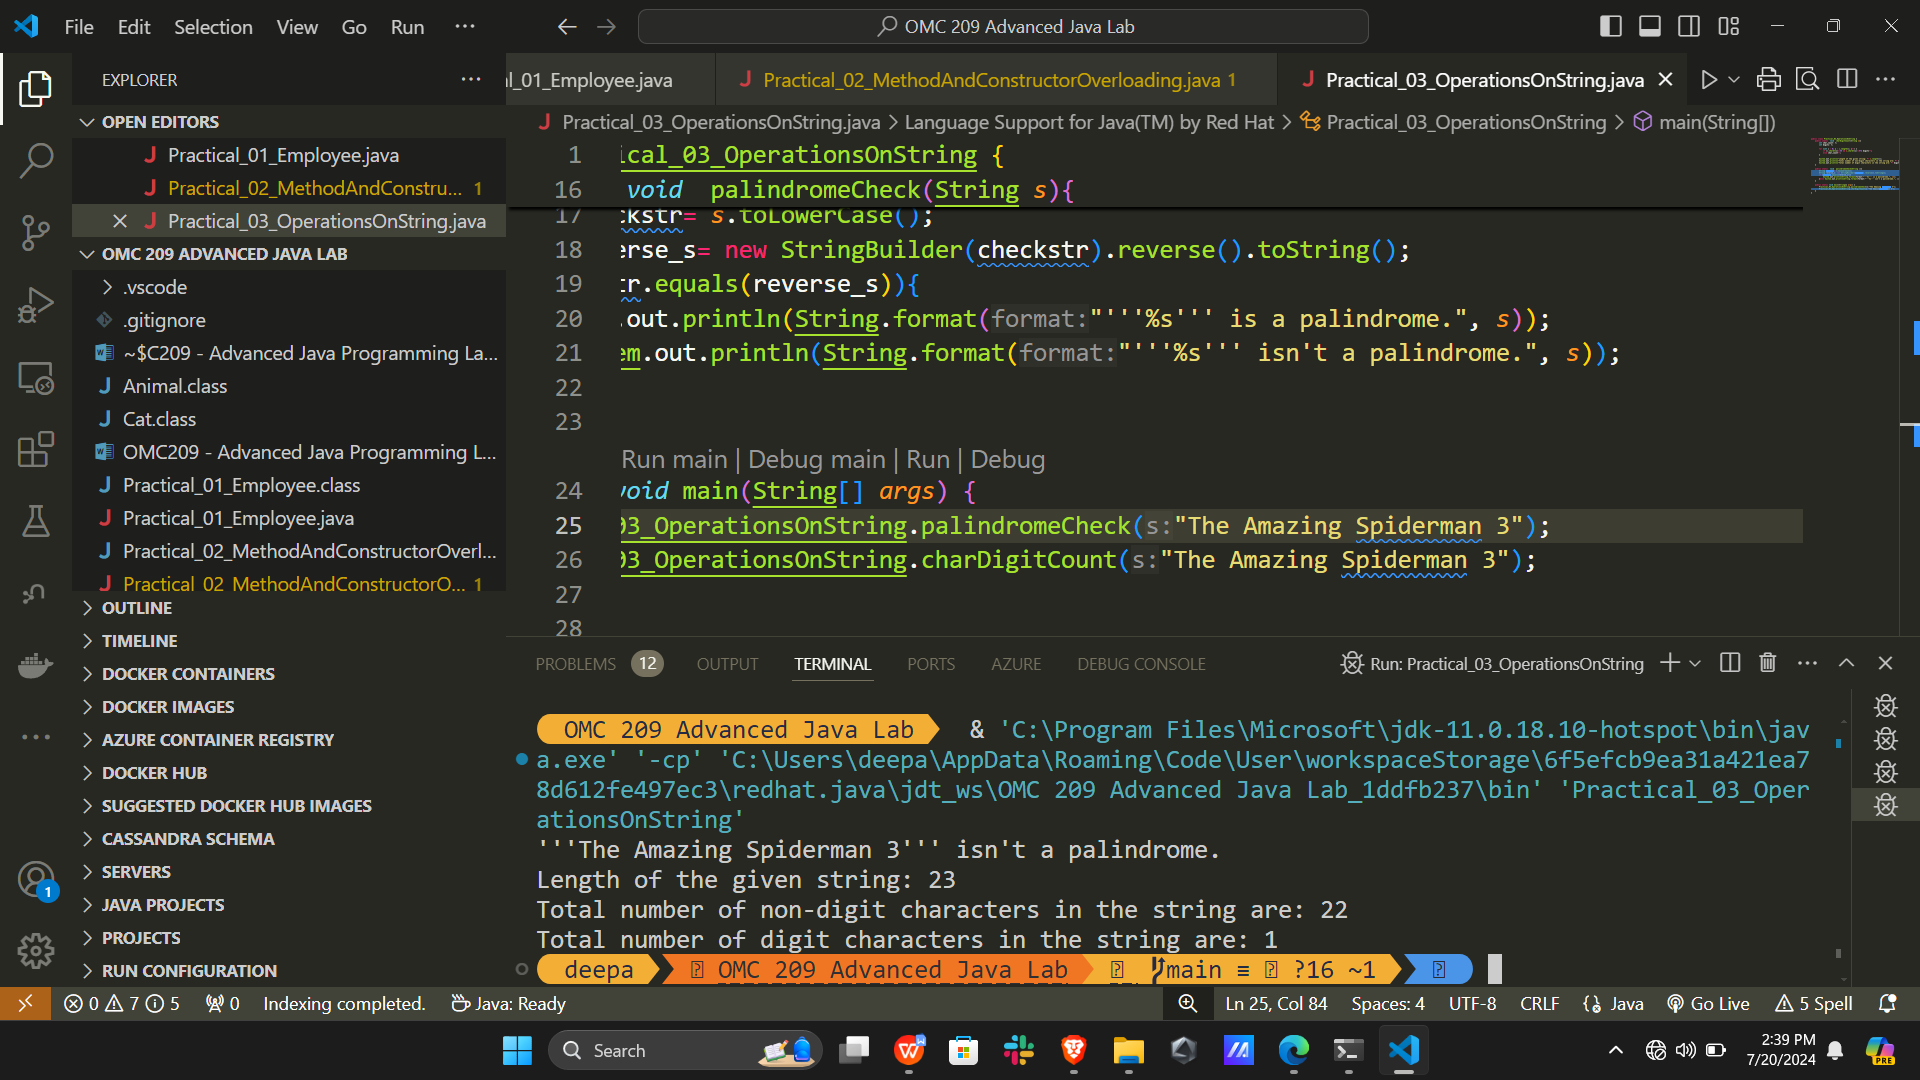 File Edit Selection View Go Run ···
OMC 209 Advanced Java Lab
EXPLORER
OPEN EDITORS
Practical_01_Employee.java
Practical_02_MethodAndConstru... 1
Practical_03_OperationsOnString.java
OMC 209 ADVANCED JAVA LAB
.vscode
.gitignore
~$C209 - Advanced Java Programming La...
Animal.class
Cat.class
OMC209 - Advanced Java Programming L...
Practical_01_Employee.class
Practical_01_Employee.java
Practical_02_MethodAndConstructorOverl...
Practical_02_MethodAndConstructorO... 1
OUTLINE
TIMELINE
DOCKER CONTAINERS
DOCKER IMAGES
AZURE CONTAINER REGISTRY
DOCKER HUB
SUGGESTED DOCKER HUB IMAGES
CASSANDRA SCHEMA
SERVERS
JAVA PROJECTS
PROJECTS
RUN CONFIGURATION
1
l_01_Employee.java
Practical_02_MethodAndConstructorOverloading.java 1
Practical_03_OperationsOnString.java
Practical_03_OperationsOnString.java > Language Support for Java(TM) by Red Hat > Practical_03_OperationsOnString > main(String[])
1 ical_03_OperationsOnString {
16 void palindromeCheck(String s){
17 ckstr= s.toLowerCase();
18 erse_s= new StringBuilder(checkstr).reverse().toString();
19 tr.equals(reverse_s)){
20 .out.println(String.format(format:"'''%s''' is a palindrome.", s));
21 em.out.println(String.format(format:"'''%s''' isn't a palindrome.", s));
22
23
Run main | Debug main | Run | Debug
24 void main(String[] args) {
25 03_OperationsOnString.palindromeCheck(s:"The Amazing Spiderman 3");
26 03_OperationsOnString.charDigitCount(s:"The Amazing Spiderman 3");
27
28
PROBLEMS 12 OUTPUT TERMINAL PORTS AZURE DEBUG CONSOLE
Run: Practical_03_OperationsOnString
OMC 209 Advanced Java Lab & 'C:\Program Files\Microsoft\jdk-11.0.18.10-hotspot\bin\jav
a.exe' '-cp' 'C:\Users\deepa\AppData\Roaming\Code\User\workspaceStorage\6f5efcb9ea31a421ea7
8d612fe497ec3\redhat.java\jdt_ws\OMC 209 Advanced Java Lab_1ddfb237\bin' 'Practical_03_Oper
ationsOnString'
'''The Amazing Spiderman 3''' isn't a palindrome.
Length of the given string: 23
Total number of non-digit characters in the string are: 22
Total number of digit characters in the string are: 1
deepa OMC 209 Advanced Java Lab main ≡ ?16 ~1
0 7 5 0 Indexing completed. Java: Ready
Ln 25, Col 84 Spaces: 4 UTF-8 CRLF Java Go Live 5 Spell
Search
2:39 PM
7/20/2024
PRE